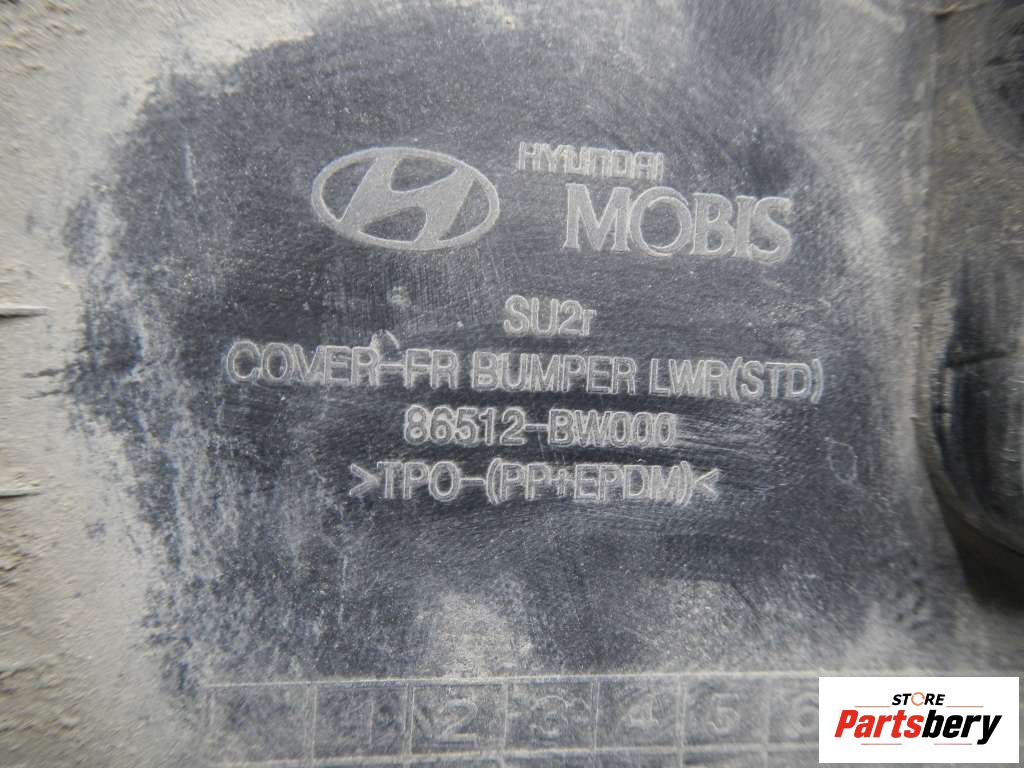 HYUNDAI
MOBIS
SU2r
COVER-FR BUMPER LWR(STD)
86512-BW000
>TPO-(PP+EPDM)<
1 2 3 4 5 6
STORE
Partsbery